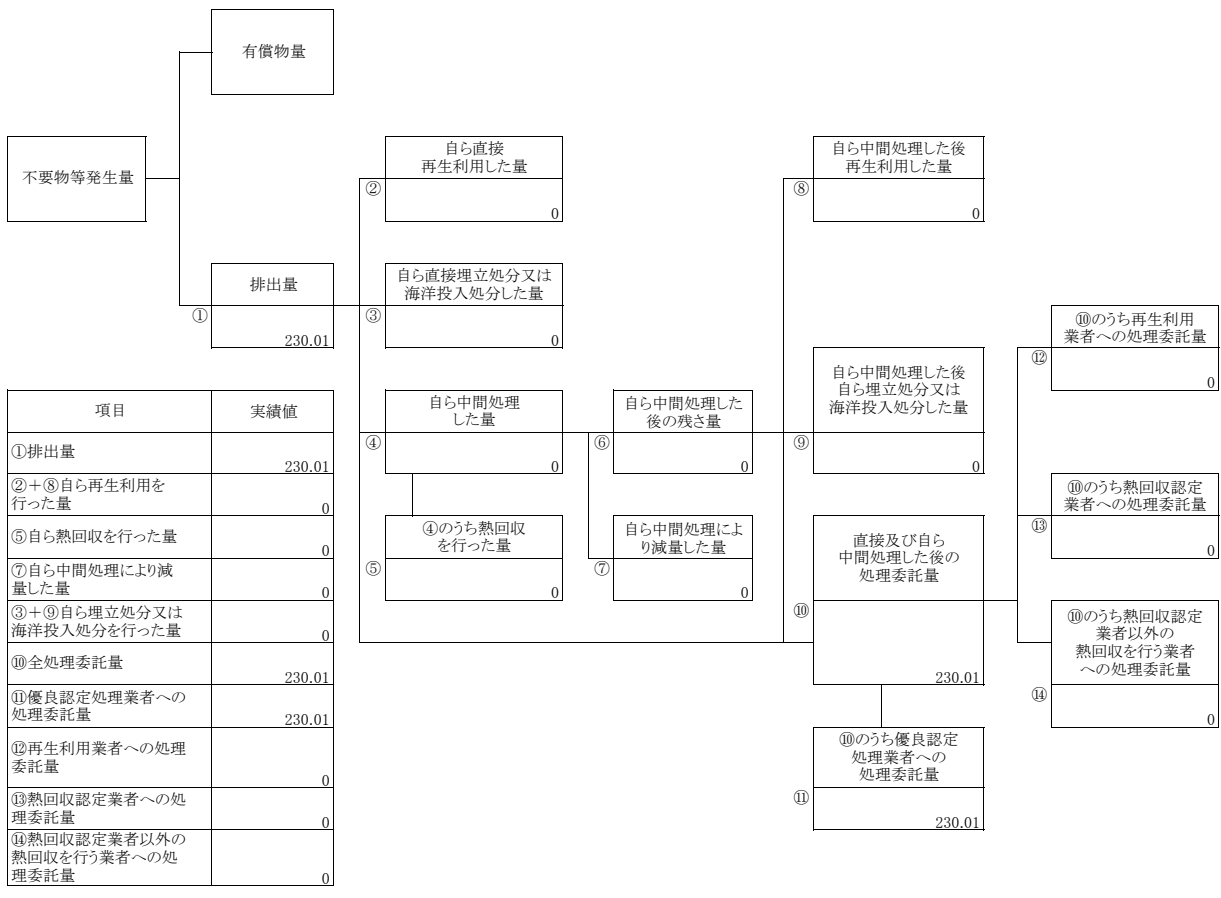 有償物量
不要物等発生量
自ら直接
再生利用した量
②
0
自ら中間処理した後
再生利用した量
⑧
0
排出量
①
230.01
自ら直接埋立処分又は
海洋投入処分した量
③
0
⑩のうち再生利用
業者への処理委託量
⑫
0
自ら中間処理
した量
④
0
自ら中間処理した
後の残さ量
⑥
0
自ら中間処理した後
自ら埋立処分又は
海洋投入処分した量
⑨
0
⑩のうち熱回収認定
業者への処理委託量
⑬
0
④のうち熱回収
を行った量
⑤
0
自ら中間処理によ
り減量した量
⑦
0
直接及び自ら
中間処理した後の
処理委託量
⑩
230.01
⑩のうち熱回収認定
業者以外の
熱回収を行う業者
への処理委託量
⑭
0
⑩のうち優良認定
処理業者への
処理委託量
⑪
230.01
項目 実績値
①排出量
230.01
②＋⑧自ら再生利用を
行った量
0
⑤自ら熱回収を行った量
0
⑦自ら中間処理により減
量した量
0
③＋⑨自ら埋立処分又は
海洋投入処分を行った量
0
⑩全処理委託量
230.01
⑪優良認定処理業者への
処理委託量
230.01
⑫再生利用業者への処理
委託量
0
⑬熱回収認定業者への処
理委託量
0
⑭熱回収認定業者以外の
熱回収を行う業者への処
理委託量
0